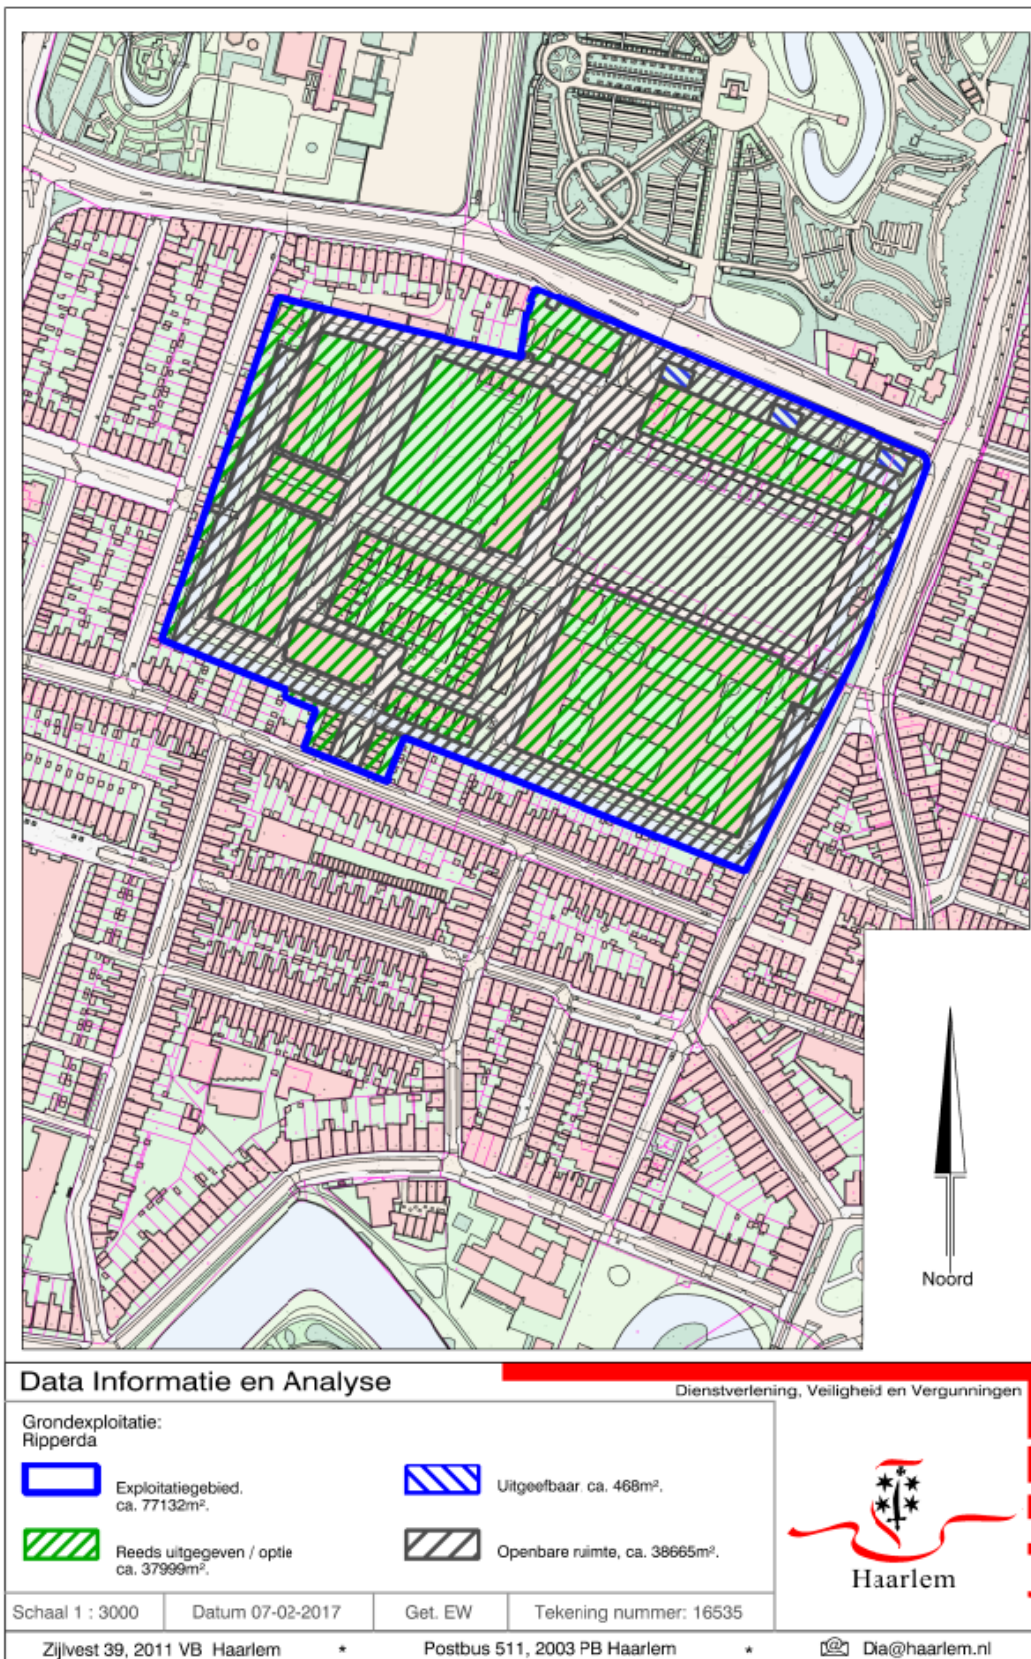 Noord
Data Informatie en Analyse
Dienstverlening, Veiligheid en Vergunningen
Grondexploitatie:
Ripperda
Exploitatiegebied.
ca. 77132m².
Uitgeefbaar. ca. 468m².
Reeds uitgegeven / optie
ca. 37999m².
Openbare ruimte, ca. 38665m².
Haarlem
Schaal 1 : 3000
Datum 07-02-2017
Get. EW
Tekening nummer: 16535
Zijlvest 39, 2011 VB Haarlem * Postbus 511, 2003 PB Haarlem * Dia@haarlem.nl